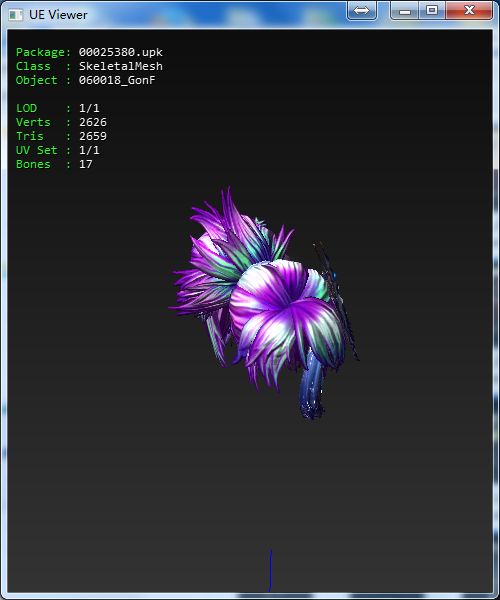 UE Viewer
Package: 00025380.upk
Class  : SkeletalMesh
Object : 060018_GonF
LOD    : 1/1
Verts  : 2626
Tris   : 2659
UV Set : 1/1
Bones  : 17